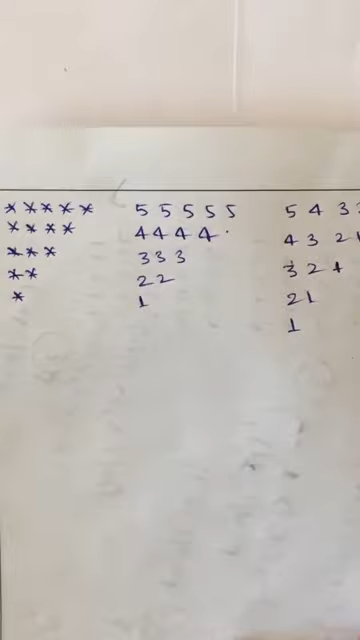 * * * * *
* * * *
* * *
* *
*
5 5 5 5 5
4 4 4 4
3 3 3
2 2
1
5 4 3
4 3 2 1
3 2 1
2 1
1